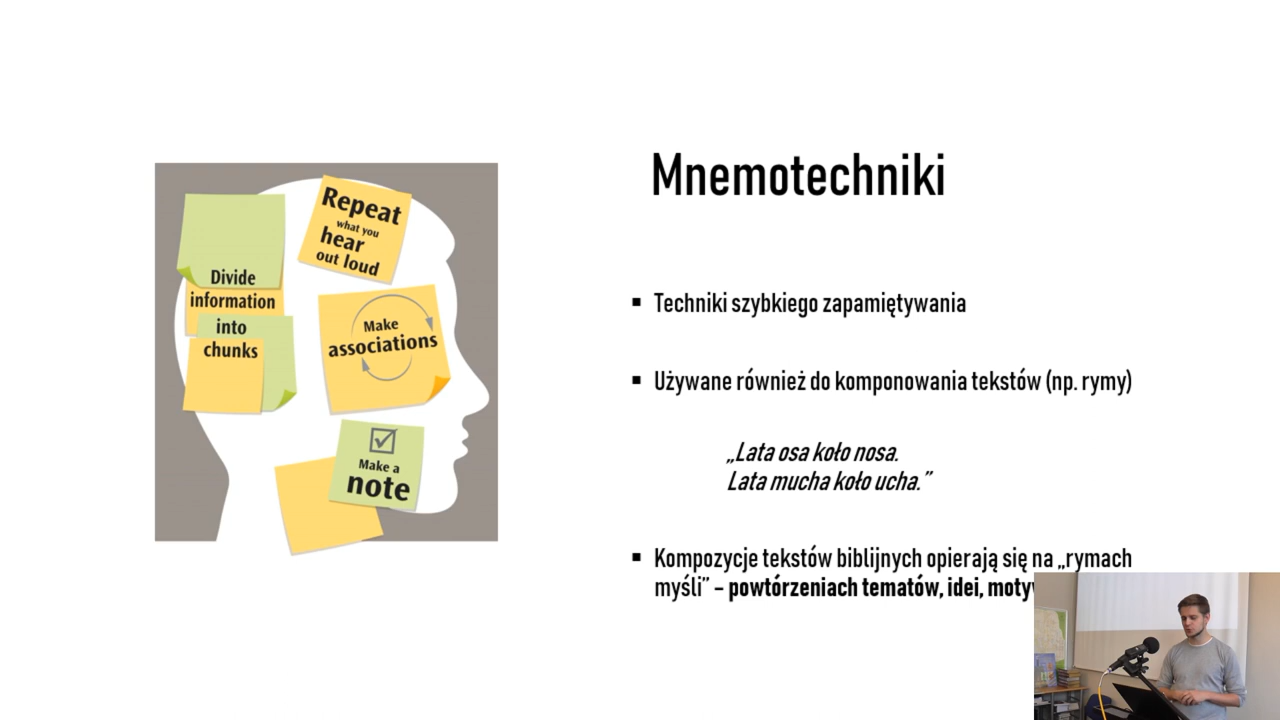 Mnemotechniki
Repeat
what you
hear
out loud
Divide
information
into
chunks
Make
associations
Make a
note
Techniki szybkiego zapamiętywania
Używane również do komponowania tekstów (np. rymy)
„Lata osa koło nosa.
Lata mucha koło ucha.”
Kompozycje tekstów biblijnych opierają się na „rymach
myśli” – powtórzeniach tematów, idei,